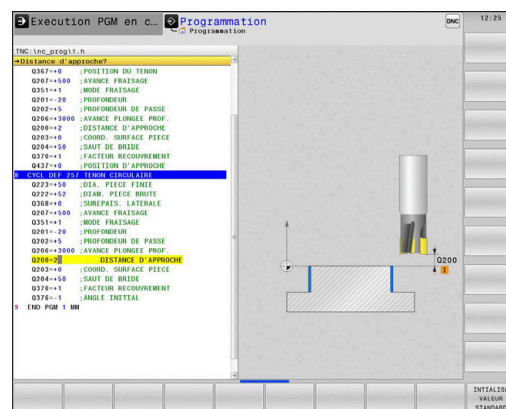 Execution PGM en c...
Programmation
Programmation
DNC
12:25
TNC:\nc_prog\1.h
→Distance d'approche?
Q367=+0 ;POSITION DU TENON
Q207=+500 ;AVANCE FRAISAGE
Q351=+1 ;MODE FRAISAGE
Q201=-20 ;PROFONDEUR
Q202=+5 ;PROFONDEUR DE PASSE
Q206=+3000 ;AVANCE PLONGEE PROF.
Q200=+2 ;DISTANCE D'APPROCHE
Q203=+0 ;COORD. SURFACE PIECE
Q204=+50 ;SAUT DE BRIDE
Q370=+1 ;FACTEUR RECOUVREMENT
Q437=+0 ;POSITION D'APPROCHE
8 CYCL DEF 257 TENON CIRCULAIRE
Q223=+50 ;DIA. PIECE FINIE
Q222=+52 ;DIAM. PIECE BRUTE
Q368=+0 ;SUREPAIS. LATERALE
Q207=+500 ;AVANCE FRAISAGE
Q351=+1 ;MODE FRAISAGE
Q201=-20 ;PROFONDEUR
Q202=+5 ;PROFONDEUR DE PASSE
Q206=+3000 ;AVANCE PLONGEE PROF.
Q200=2 DISTANCE D'APPROCHE
Q203=+0 ;COORD. SURFACE PIECE
Q204=+50 ;SAUT DE BRIDE
Q370=+1 ;FACTEUR RECOUVREMENT
Q376=-1 ;ANGLE INITIAL
9 END PGM 1 MM
Q200
I
INTIALISE
VALEUR
STANDARD